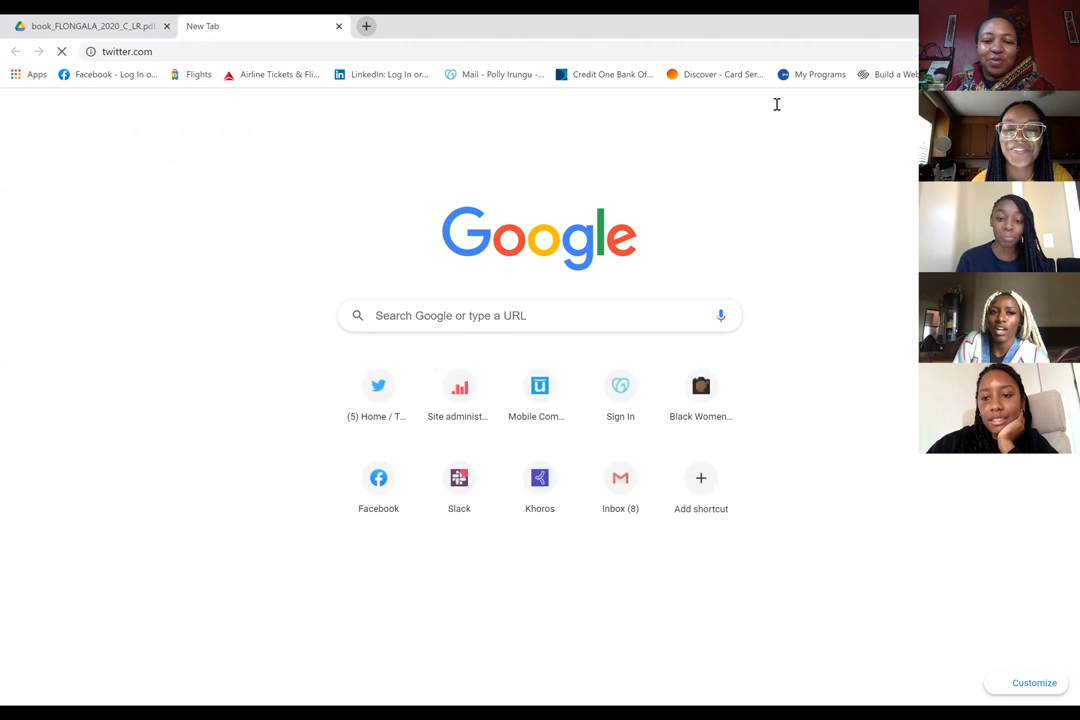 book_FLONGALA_2020_C_LR.pdf
New Tab
twitter.com
Apps
Facebook - Log In o...
Flights
Airline Tickets & Fli...
LinkedIn: Log In or...
Mail - Polly Irungu -...
Credit One Bank Of...
Discover - Card Ser...
My Programs
Build a Web
Google
Search Google or type a URL
(5) Home / T...
Site administ...
Mobile Com...
Sign In
Black Women...
Facebook
Slack
Khoros
Inbox (8)
Add shortcut
Customize